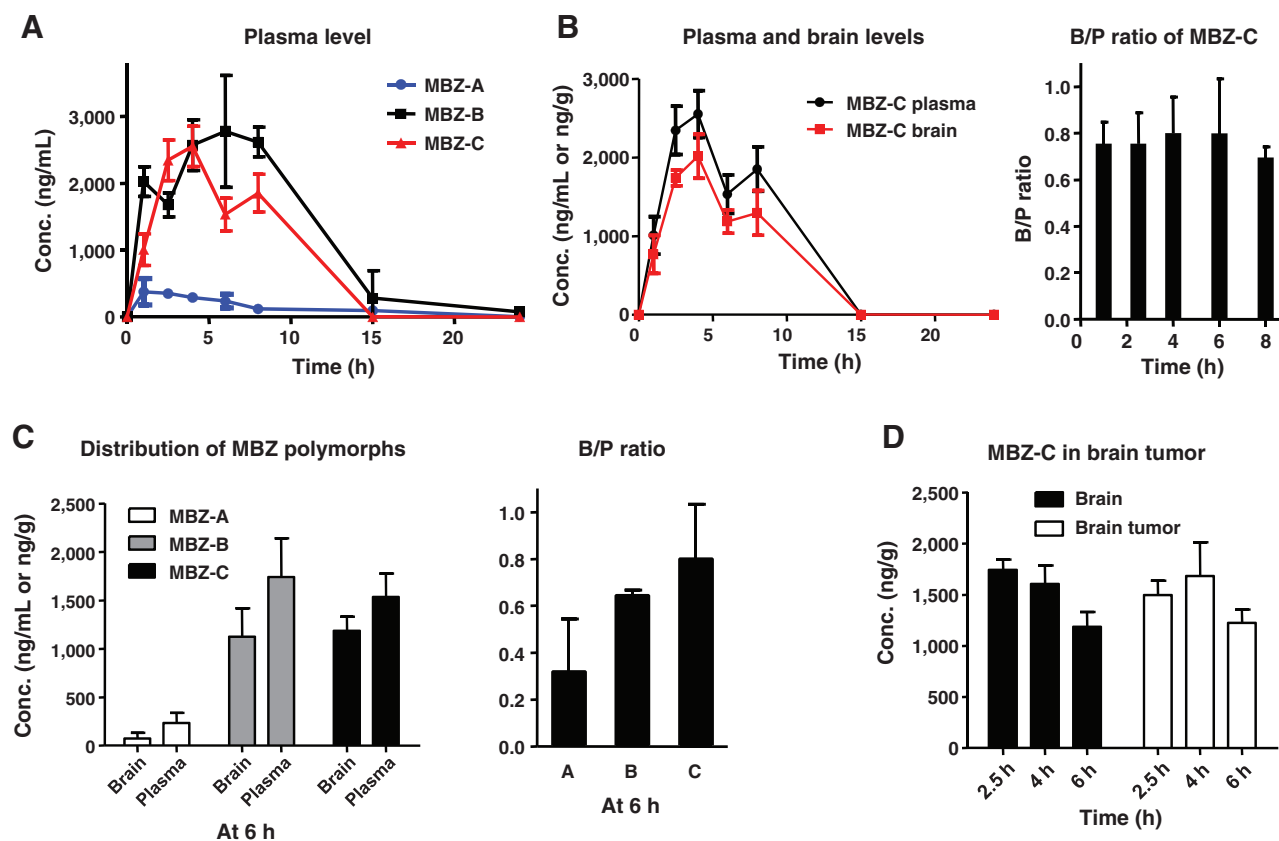 A
Plasma level
Conc. (ng/mL)
3,000
2,000
1,000
0
MBZ-A
MBZ-B
MBZ-C
0 5 10 15 20
Time (h)
B
Plasma and brain levels
Conc. (ng/mL or ng/g)
3,000
2,000
1,000
0
MBZ-C plasma
MBZ-C brain
0 5 10 15 20
Time (h)
B/P ratio of MBZ-C
B/P ratio
1.0
0.8
0.6
0.4
0.2
0.0
0 2 4 6 8
Time (h)
C
Distribution of MBZ polymorphs
Conc. (ng/mL or ng/g)
2,500
2,000
1,500
1,000
500
0
MBZ-A
MBZ-B
MBZ-C
Brain Plasma Brain Plasma Brain Plasma
At 6 h
B/P ratio
1.0
0.8
0.6
0.4
0.2
0.0
A B C
At 6 h
D
MBZ-C in brain tumor
Conc. (ng/g)
2,500
2,000
1,500
1,000
500
0
Brain
Brain tumor
2.5 h 4 h 6 h 2.5 h 4 h 6 h
Time (h)